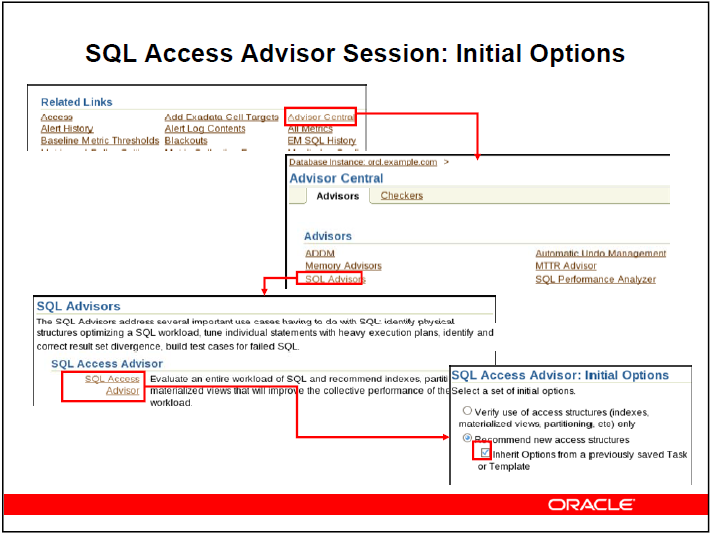 SQL Access Advisor Session: Initial Options
Related Links
Access Add Exadata Cell Targets Advisor Central
Alert History Alert Log Contents All Metrics
Baseline Metric Thresholds Blackouts EM SQL History
Database Instance: orcl.example.com >
Advisor Central
Advisors Checkers
Advisors
ADDM Automatic Undo Management
Memory Advisors MTTR Advisor
SQL Advisors SQL Performance Analyzer
SQL Advisors
The SQL Advisors address several important use cases having to do with SQL: identify physical
structures optimizing a SQL workload, tune individual statements with heavy execution plans, identify and
correct result set divergence, build test cases for failed SQL.
SQL Access Advisor
SQL Access Advisor
Evaluate an entire workload of SQL and recommend indexes, partiti
materialized views that will improve the collective performance of the
workload.
SQL Access Advisor: Initial Options
Select a set of initial options.
Verify use of access structures (indexes,
materialized views, partitioning, etc) only
Recommend new access structures
Inherit Options from a previously saved Task
or Template
ORACLE